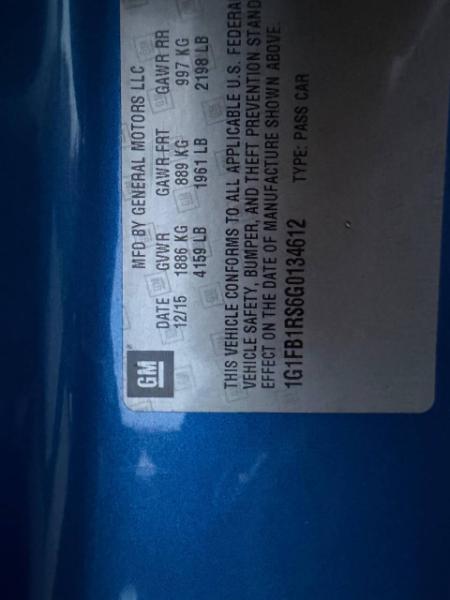 MFD BY GENERAL MOTORS LLC
DATE GVWR GAWR FRT GAWR RR
12/15 1886 KG 889 KG 997 KG
4159 LB 1961 LB 2198 LB
GM
THIS VEHICLE CONFORMS TO ALL APPLICABLE U.S. FEDERA
VEHICLE SAFETY, BUMPER, AND THEFT PREVENTION STAND
EFFECT ON THE DATE OF MANUFACTURE SHOWN ABOVE.
1G1FB1RS6G0134612 TYPE: PASS CAR